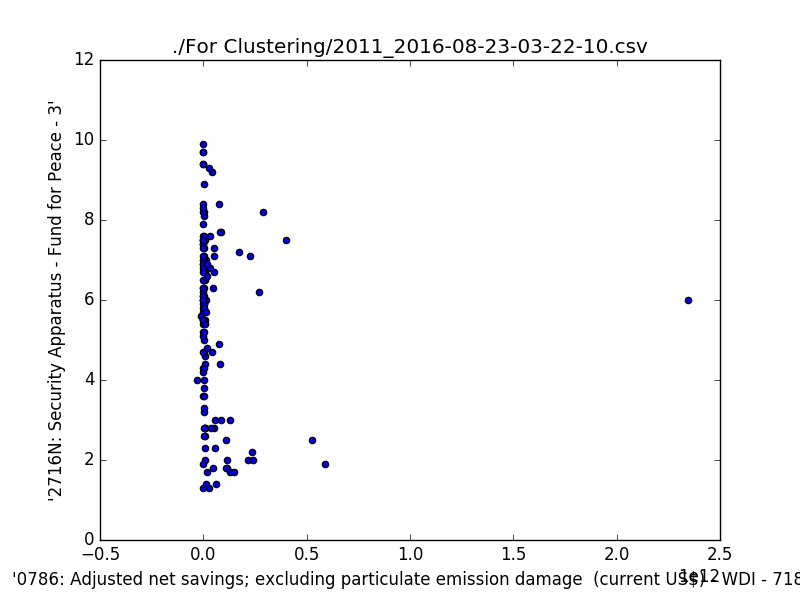 ./For Clustering/2011_2016-08-23-03-22-10.csv
'2716N: Security Apparatus - Fund for Peace - 3'
12
10
8
6
4
2
0
−0.5 0.0 0.5 1.0 1.5 2.0 2.5
1e12
'0786: Adjusted net savings; excluding particulate emission damage (current US$) - WDI - 718